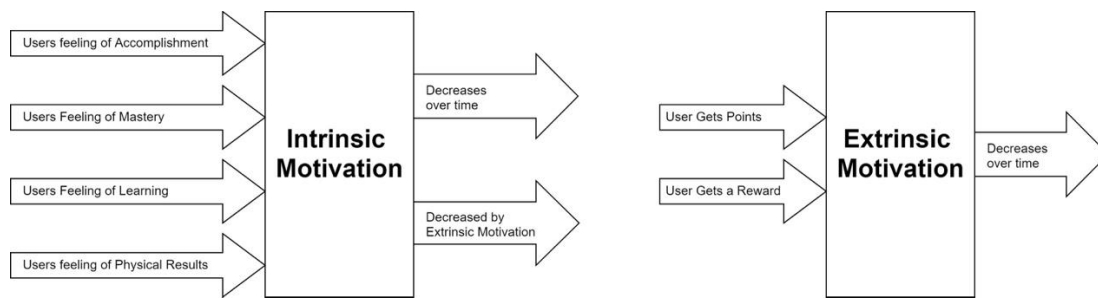 Users feeling of Accomplishment
Users Feeling of Mastery
Users Feeling of Learning
Users feeling of Physical Results
Intrinsic
Motivation
Decreases
over time
Decreased by
Extrinsic Motivation
User Gets Points
User Gets a Reward
Extrinsic
Motivation
Decreases
over time